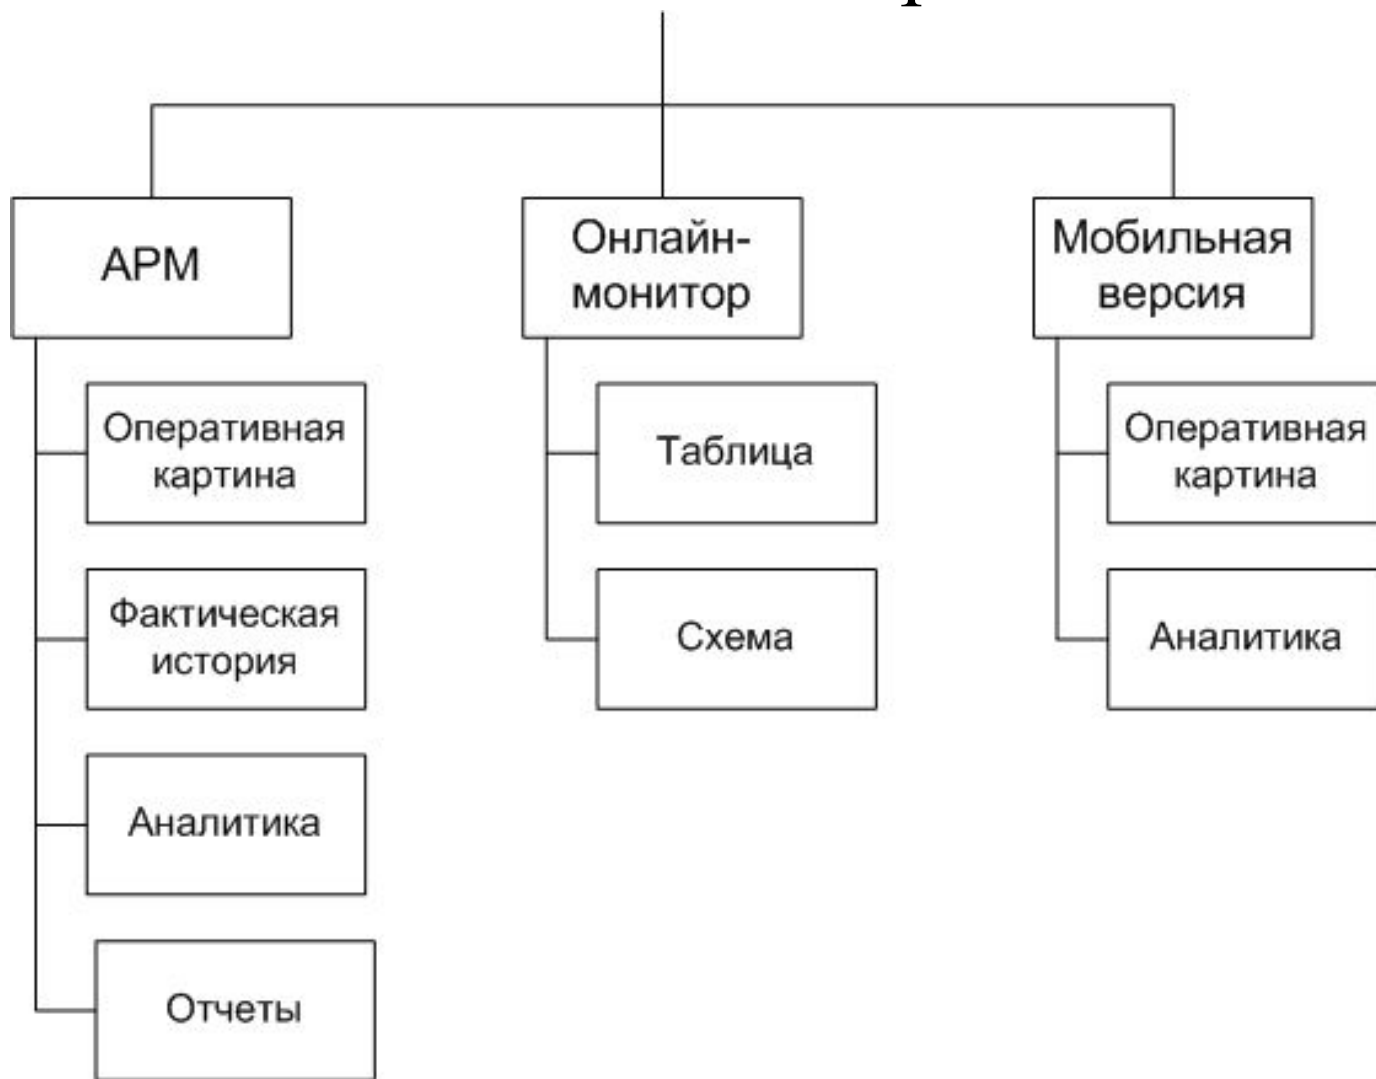 АРМ
Онлайн-
монитор
Мобильная
версия
Оперативная
картина
Таблица
Оперативная
картина
Фактическая
история
Схема
Аналитика
Аналитика
Отчеты